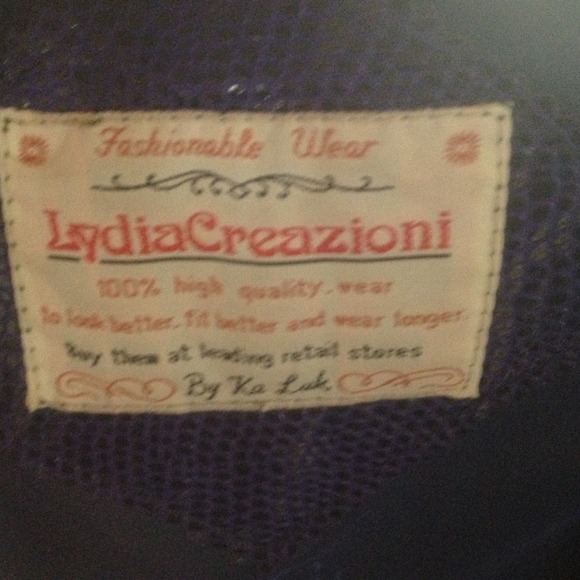 Fashionable Wear
LydiaCreazioni
100% high quality. wear
to look better. fit better and wear longer.
Buy them at leading retail stores
By Ka Luk